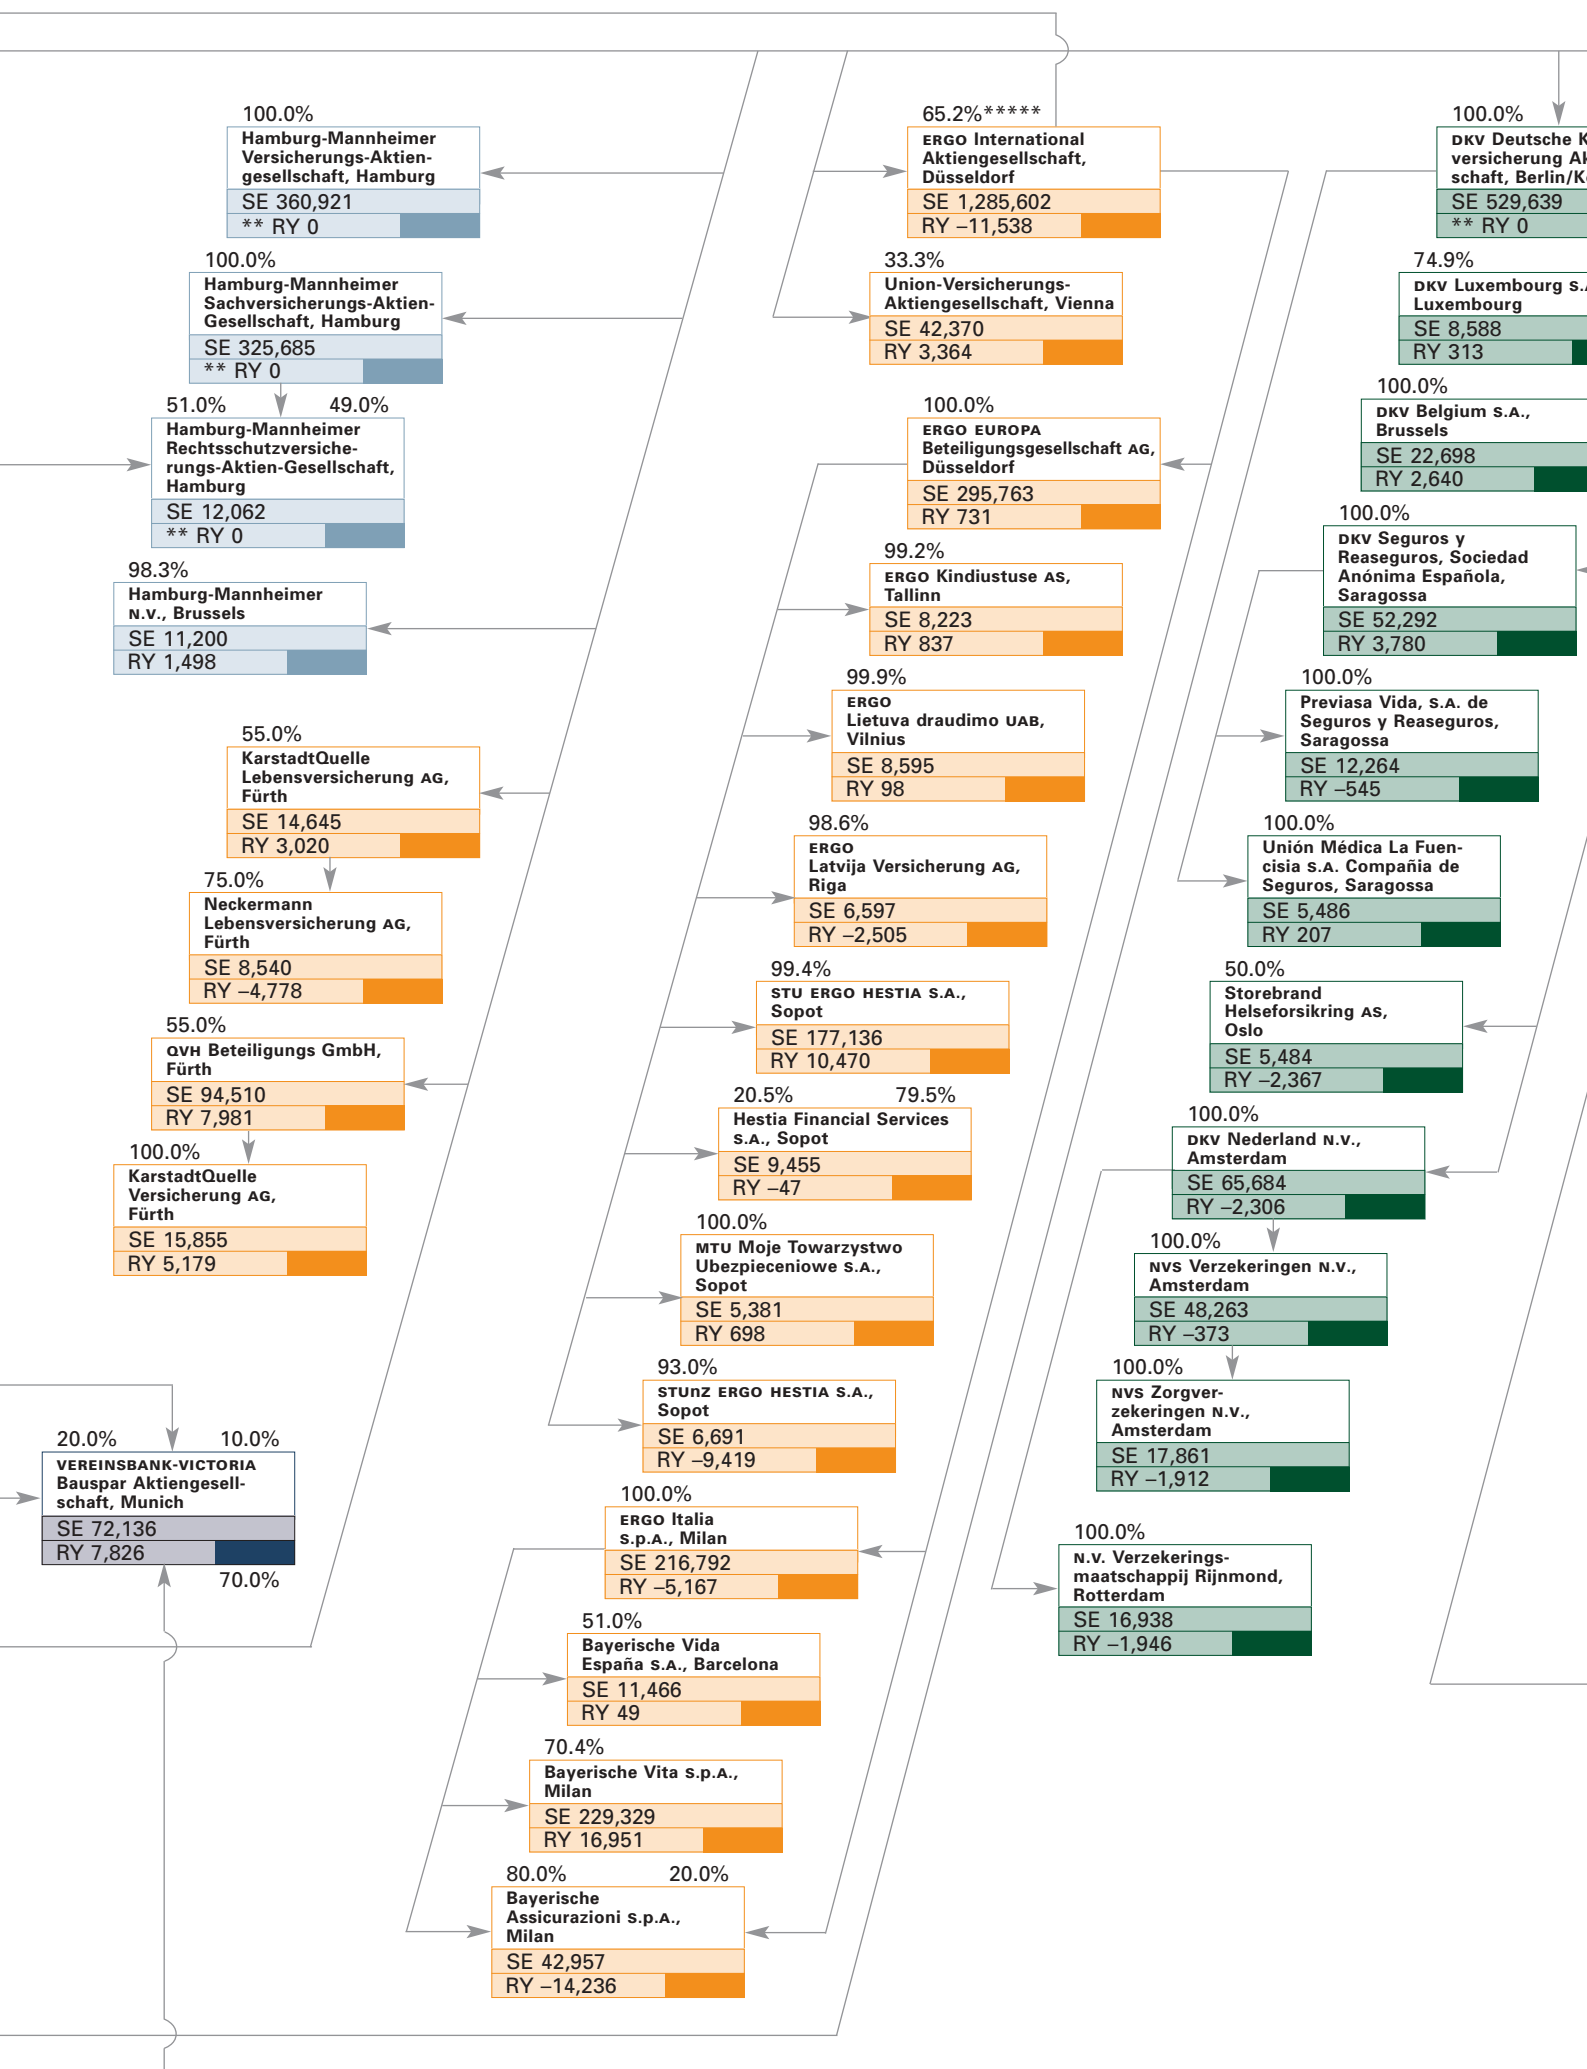 100.0%
Hamburg-Mannheimer
Versicherungs-Aktien-
gesellschaft, Hamburg
SE 360,921
** RY 0
100.0%
Hamburg-Mannheimer
Sachversicherungs-Aktien-
Gesellschaft, Hamburg
SE 325,685
** RY 0
51.0% 49.0%
Hamburg-Mannheimer
Rechtsschutzversiche-
rungs-Aktien-Gesellschaft,
Hamburg
SE 12,062
** RY 0
98.3%
Hamburg-Mannheimer
N.V., Brussels
SE 11,200
RY 1,498
55.0%
KarstadtQuelle
Lebensversicherung AG,
Fürth
SE 14,645
RY 3,020
75.0%
Neckermann
Lebensversicherung AG,
Fürth
SE 8,540
RY –4,778
55.0%
QVH Beteiligungs GmbH,
Fürth
SE 94,510
RY 7,981
100.0%
KarstadtQuelle
Versicherung AG,
Fürth
SE 15,855
RY 5,179
20.0% 10.0%
VEREINSBANK-VICTORIA
Bauspar Aktiengesell-
schaft, Munich
SE 72,136
RY 7,826
70.0%
65.2%*****
ERGO International
Aktiengesellschaft,
Düsseldorf
SE 1,285,602
RY –11,538
33.3%
Union-Versicherungs-
Aktiengesellschaft, Vienna
SE 42,370
RY 3,364
100.0%
ERGO EUROPA
Beteiligungsgesellschaft AG,
Düsseldorf
SE 295,763
RY 731
99.2%
ERGO Kindiustuse AS,
Tallinn
SE 8,223
RY 837
99.9%
ERGO
Lietuva draudimo UAB,
Vilnius
SE 8,595
RY 98
98.6%
ERGO
Latvija Versicherung AG,
Riga
SE 6,597
RY –2,505
99.4%
STU ERGO HESTIA S.A.,
Sopot
SE 177,136
RY 10,470
20.5% 79.5%
Hestia Financial Services
S.A., Sopot
SE 9,455
RY –47
100.0%
MTU Moje Towarzystwo
Ubezpieceniowe S.A.,
Sopot
SE 5,381
RY 698
93.0%
STUnZ ERGO HESTIA S.A.,
Sopot
SE 6,691
RY –9,419
100.0%
ERGO Italia
S.p.A., Milan
SE 216,792
RY –5,167
51.0%
Bayerische Vida
España S.A., Barcelona
SE 11,466
RY 49
70.4%
Bayerische Vita S.p.A.,
Milan
SE 229,329
RY 16,951
80.0% 20.0%
Bayerische
Assicurazioni S.p.A.,
Milan
SE 42,957
RY –14,236
100.0%
DKV Deutsche K
versicherung Ak
schaft, Berlin/K
SE 529,639
** RY 0
74.9%
DKV Luxembourg S.A
Luxembourg
SE 8,588
RY 313
100.0%
DKV Belgium S.A.,
Brussels
SE 22,698
RY 2,640
100.0%
DKV Seguros y
Reaseguros, Sociedad
Anónima Española,
Saragossa
SE 52,292
RY 3,780
100.0%
Previasa Vida, S.A. de
Seguros y Reaseguros,
Saragossa
SE 12,264
RY –545
100.0%
Unión Médica La Fuen-
cisia S.A. Compañia de
Seguros, Saragossa
SE 5,486
RY 207
50.0%
Storebrand
Helseforsikring AS,
Oslo
SE 5,484
RY –2,367
100.0%
DKV Nederland N.V.,
Amsterdam
SE 65,684
RY –2,306
100.0%
NVS Verzekeringen N.V.,
Amsterdam
SE 48,263
RY –373
100.0%
NVS Zorgver-
zekeringen N.V.,
Amsterdam
SE 17,861
RY –1,912
100.0%
N.V. Verzekerings-
maatschappij Rijnmond,
Rotterdam
SE 16,938
RY –1,946